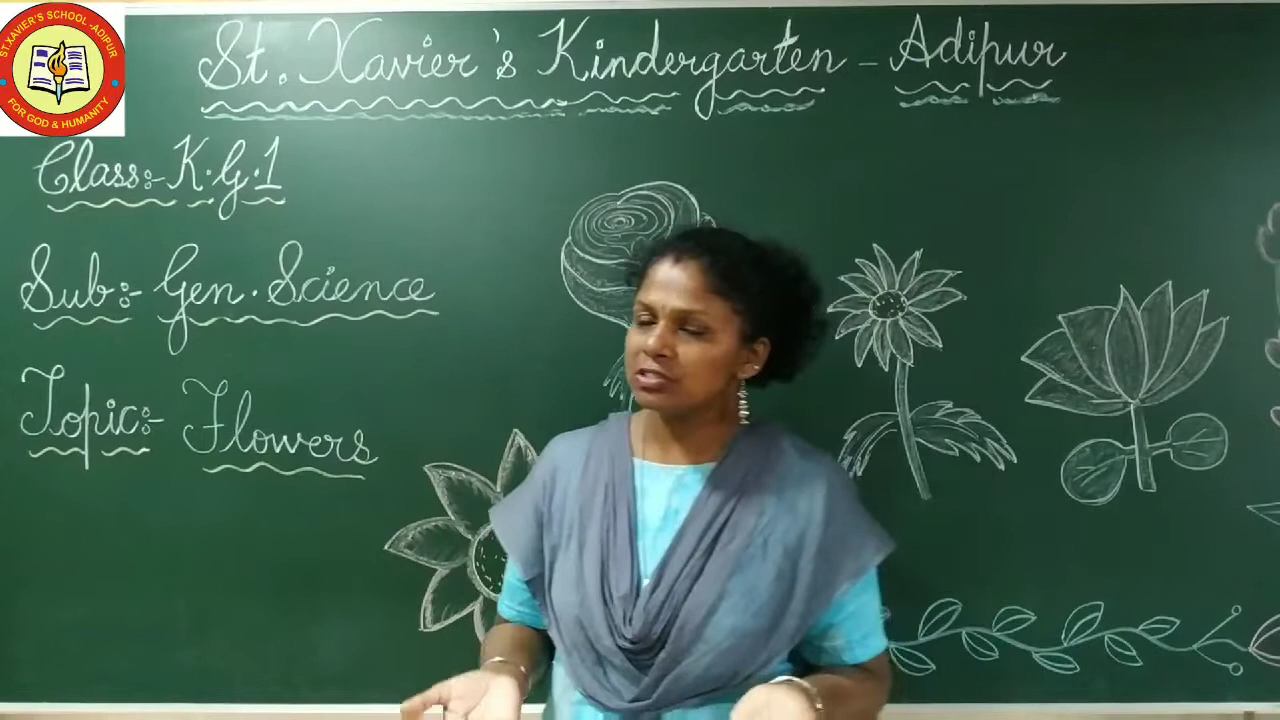 ST.XAVIER'S SCHOOL-ADIPUR
FOR GOD & HUMANITY
St. Xavier's Kindergarten - Adipur
Class:- K.G.1
Sub:- Gen. Science
Topic:- Flowers